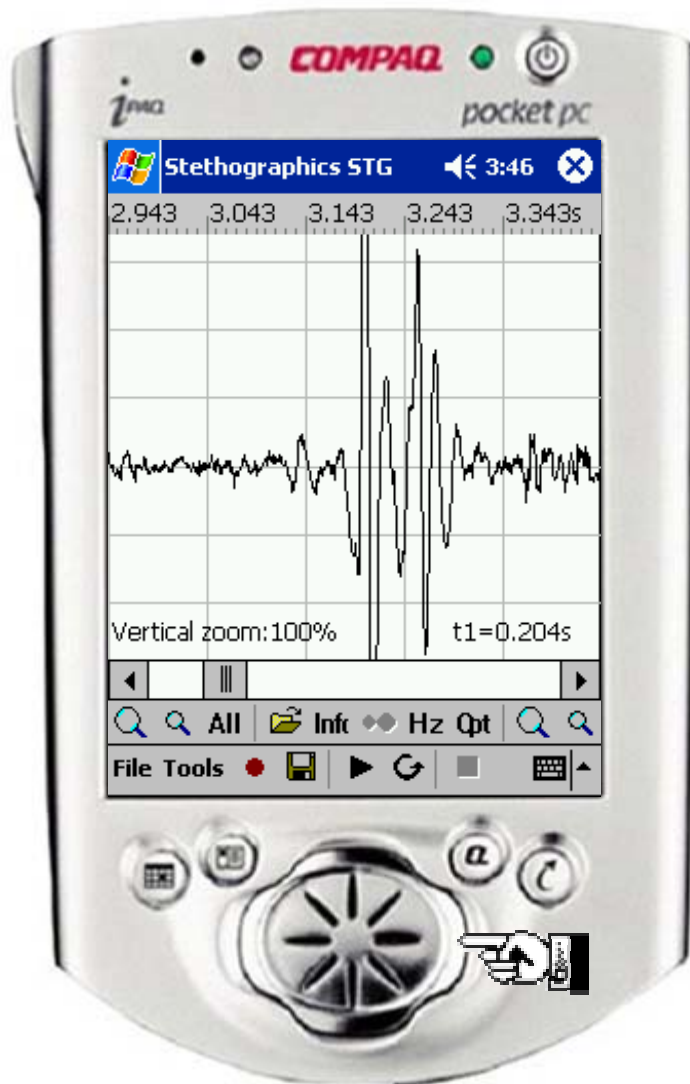 COMPAQ
iPAQ
pocket pc
Stethographics STG 3:46
2.943 3.043 3.143 3.243 3.343s
Vertical zoom:100% t1=0.204s
All Info Hz Opt
File Tools